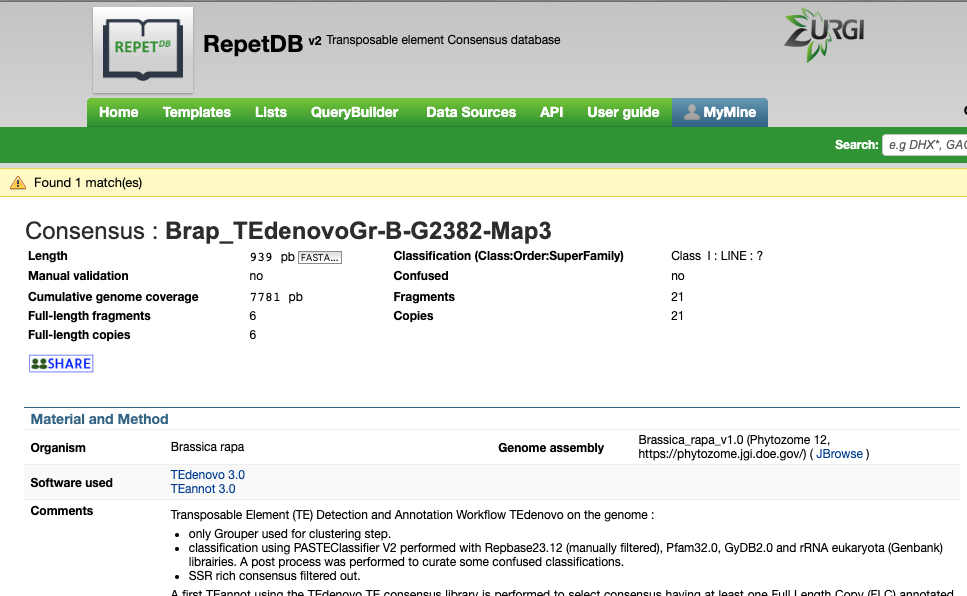 REPET DB
RepetDB v2 Transposable element Consensus database
URGI
Home Templates Lists QueryBuilder Data Sources API User guide MyMine
Search: e.g DHX*, GAG
Found 1 match(es)
Consensus : Brap_TEdenovoGr-B-G2382-Map3
Length 939 pb FASTA... Classification (Class:Order:SuperFamily) Class I : LINE : ?
Manual validation no Confused no
Cumulative genome coverage 7781 pb Fragments 21
Full-length fragments 6 Copies 21
Full-length copies 6
SHARE
Material and Method
Organism Brassica rapa Genome assembly Brassica_rapa_v1.0 (Phytozome 12,
https://phytozome.jgi.doe.gov/) ( JBrowse )
Software used TEdenovo 3.0
TEannot 3.0
Comments Transposable Element (TE) Detection and Annotation Workflow TEdenovo on the genome :
• only Grouper used for clustering step.
• classification using PASTEClassifier V2 performed with Repbase23.12 (manually filtered), Pfam32.0, GyDB2.0 and rRNA eukaryota (Genbank)
librairies. A post process was performed to curate some confused classifications.
• SSR rich consensus filtered out.
A first TEannot using the TEdenovo TE consensus library is performed to select consensus having at least one Full Length Copy (FLC) annotated